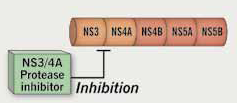 NS3 NS4A NS4B NS5A NS5B
NS3/4A
Protease
inhibitor
Inhibition